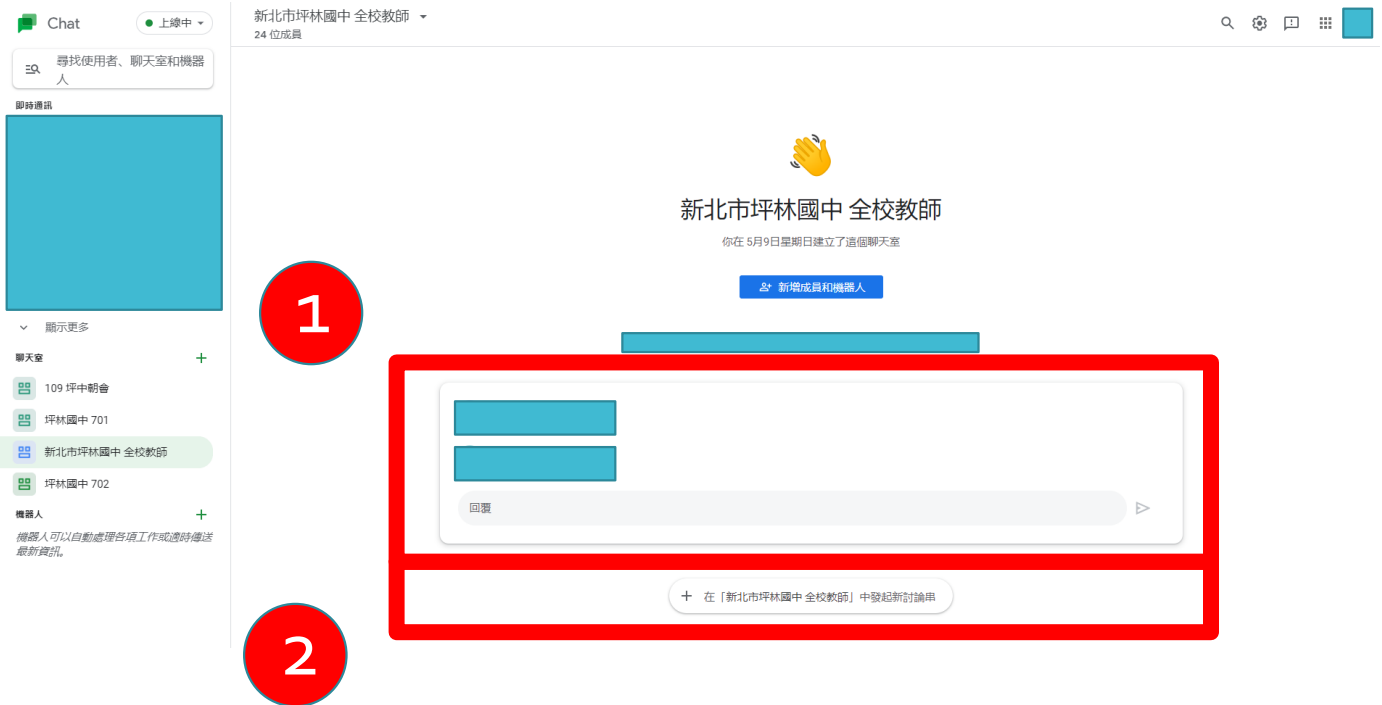 Chat
上線中
新北市坪林國中 全校教師
24 位成員
尋找使用者、聊天室和機器
人
即時通訊
顯示更多
聊天室
109 坪中朝會
坪林國中 701
新北市坪林國中 全校教師
坪林國中 702
機器人
機器人可以自動處理各項工作或適時傳送
最新資訊。
新北市坪林國中 全校教師
你在 5月9日星期日建立了這個聊天室
新增成員和機器人
1
回覆
在「新北市坪林國中 全校教師」中發起新討論串
2